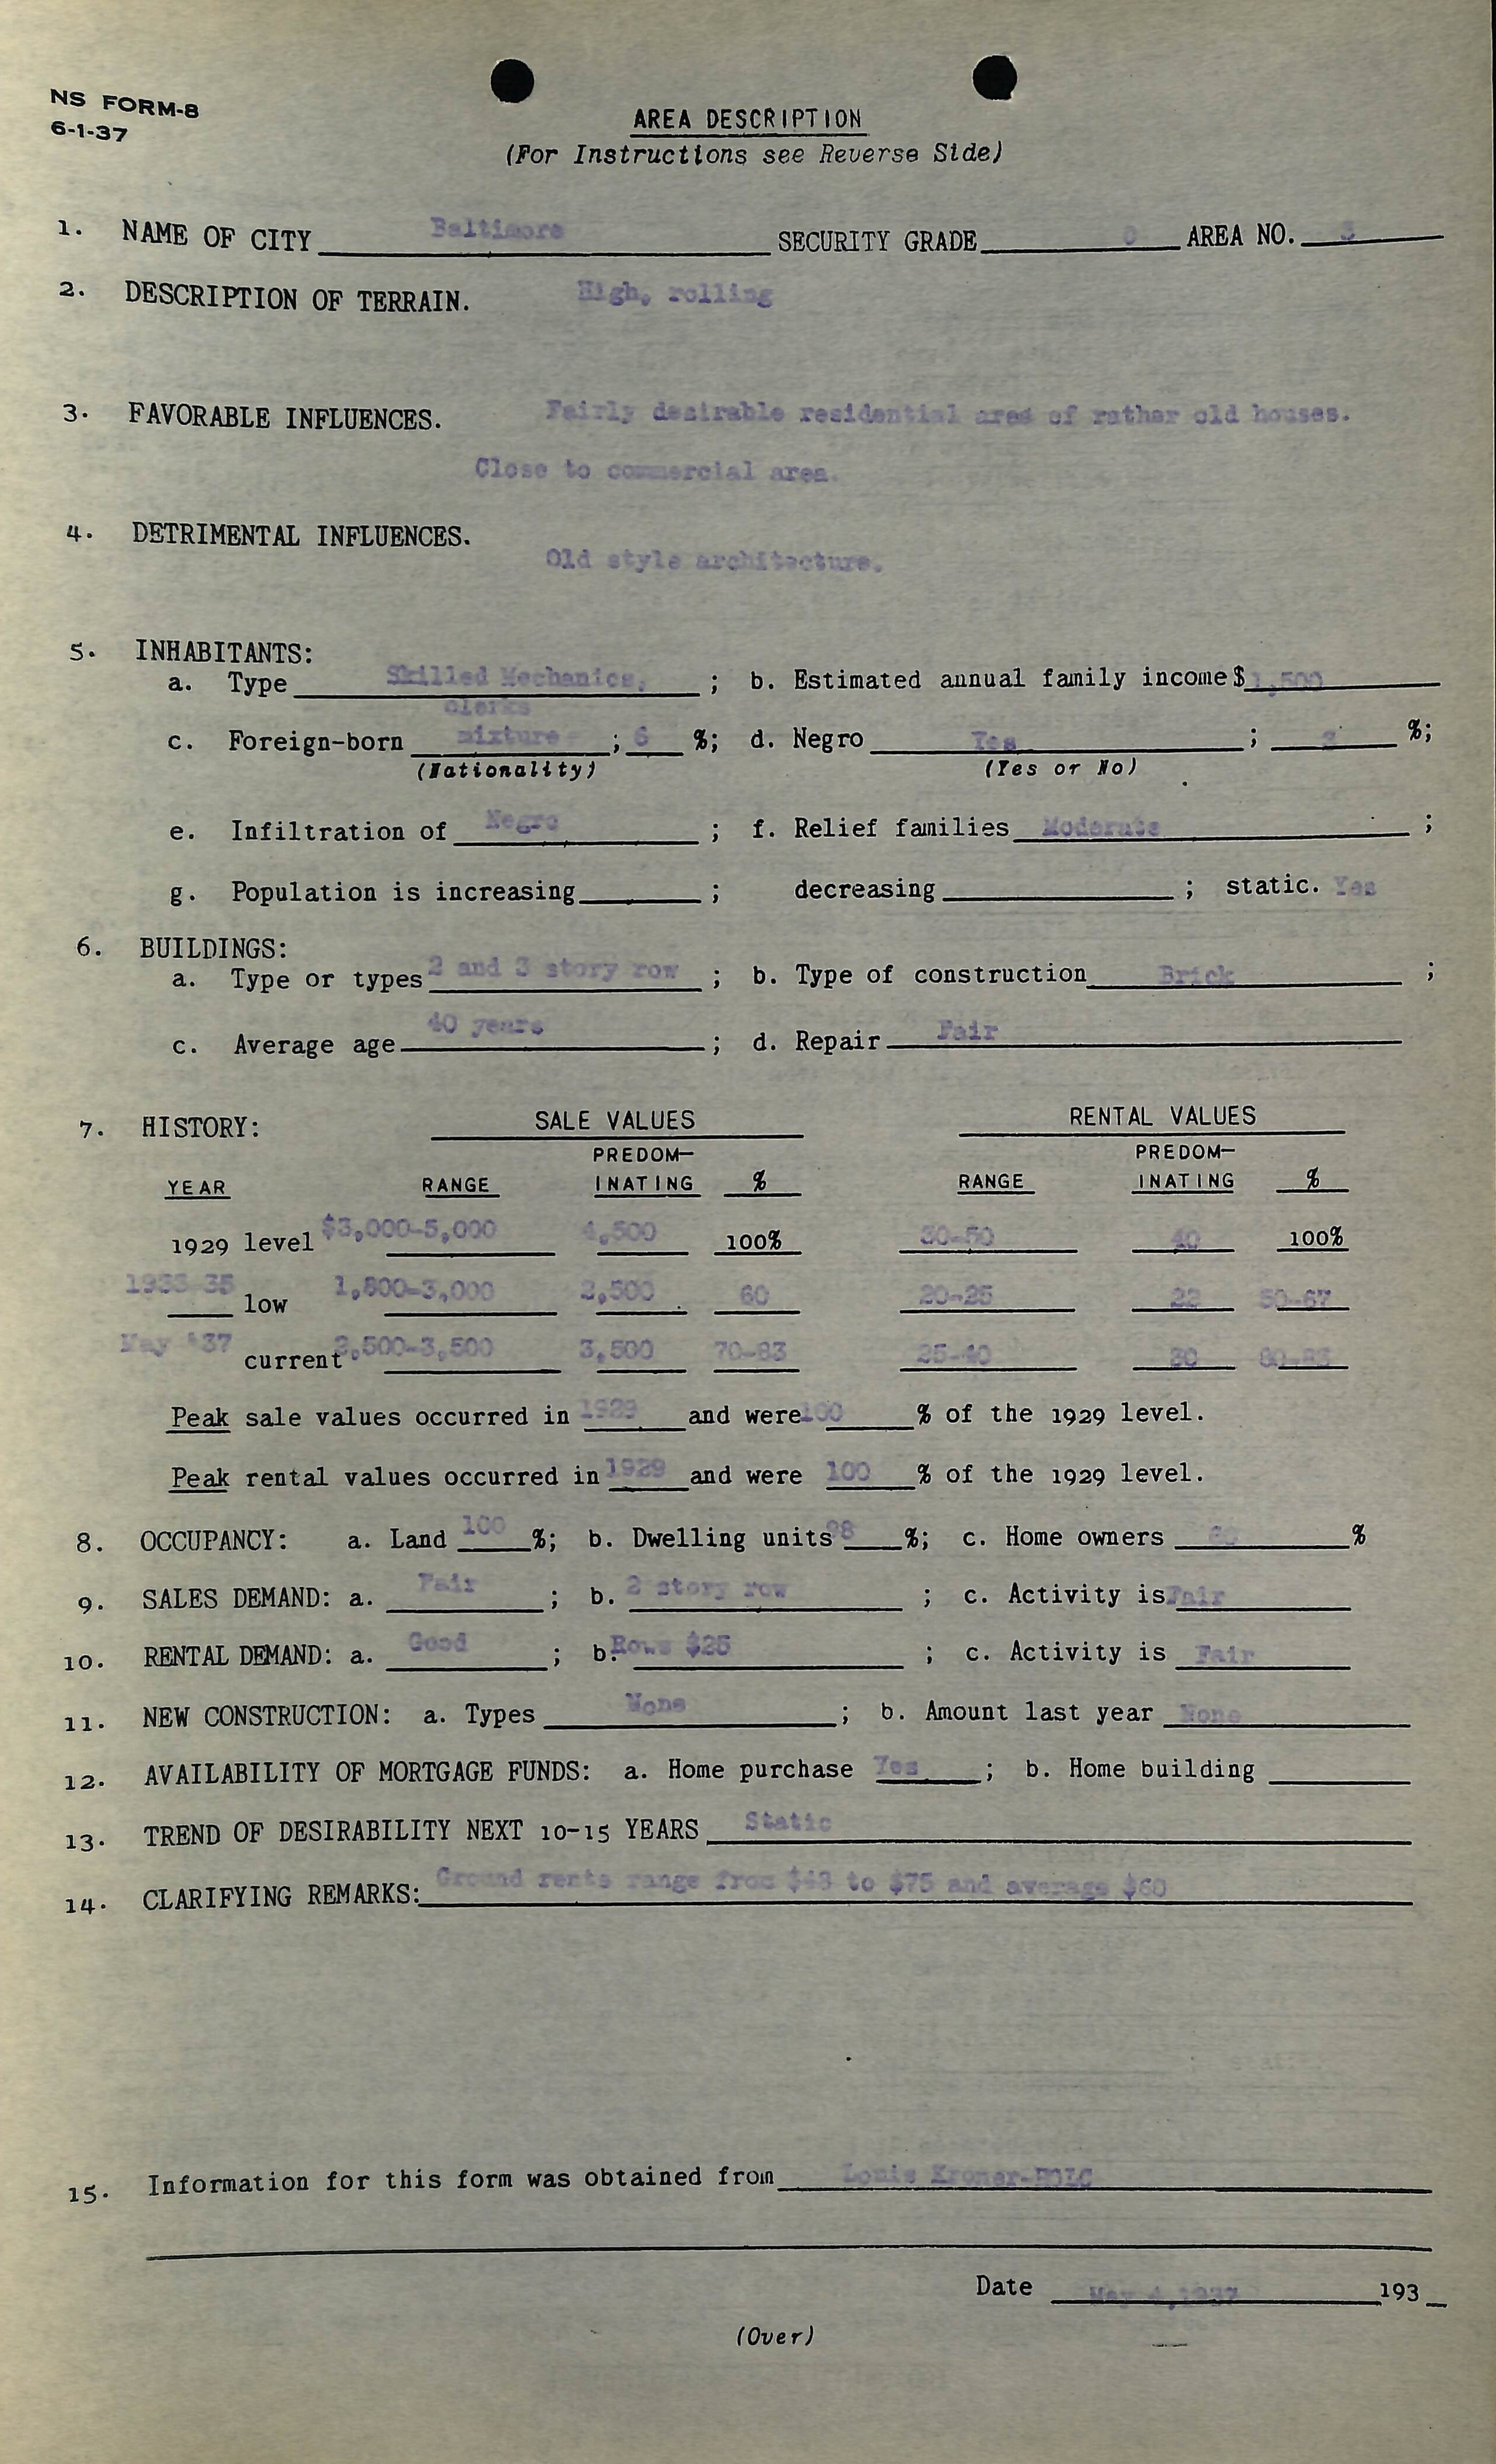 NS FORM-8
6-1-37
AREA DESCRIPTION
(For Instructions see Reverse Side)
1. NAME OF CITY Baltimore SECURITY GRADE AREA NO. 3
2. DESCRIPTION OF TERRAIN. High, rolling
3. FAVORABLE INFLUENCES. Fairly desirable residential area of rather old houses.
Close to commercial area.
4. DETRIMENTAL INFLUENCES.
Old style architecture.
5. INHABITANTS:
a. Type Skilled Mechanics, ; b. Estimated annual family income $ 1,500
clerks
c. Foreign-born mixture ; 6 %; d. Negro Yes ; %;
(Nationality) (Yes or No)
e. Infiltration of Negro ; f. Relief families Moderate ;
g. Population is increasing ; decreasing ; static. Yes
6. BUILDINGS:
a. Type or types 2 and 3 story row ; b. Type of construction Brick ;
c. Average age 40 years ; d. Repair Fair
7. HISTORY: SALE VALUES RENTAL VALUES
PREDOM- PREDOM-
YEAR RANGE INATING % RANGE INATING %
1929 level $3,000-5,000 4,500 100% 30-50 40 100%
1933-35 low 1,800-3,000 2,500 60 20-25 22 50-67
May '37 current 2,500-3,500 3,500 70-83 25-40 30 80-83
Peak sale values occurred in 1929 and were 100 % of the 1929 level.
Peak rental values occurred in 1929 and were 100 % of the 1929 level.
8. OCCUPANCY: a. Land 100 %; b. Dwelling units 98 %; c. Home owners 60 %
9. SALES DEMAND: a. Fair ; b. 2 story row ; c. Activity is Fair
10. RENTAL DEMAND: a. Good ; b. Rows $25 ; c. Activity is Fair
11. NEW CONSTRUCTION: a. Types None ; b. Amount last year None
12. AVAILABILITY OF MORTGAGE FUNDS: a. Home purchase Yes ; b. Home building
13. TREND OF DESIRABILITY NEXT 10-15 YEARS Static
14. CLARIFYING REMARKS: Ground rents range from $48 to $75 and average $60
15. Information for this form was obtained from Louis Kroner-HOLC
Date May 4,1937 193_
(Over)